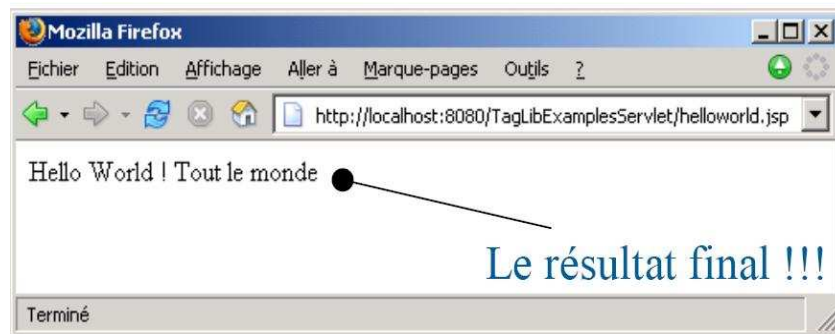 Mozilla Firefox
Fichier Edition Affichage Aller à Marque-pages Outils ?
http://localhost:8080/TagLibExamplesServlet/helloworld.jsp
Hello World ! Tout le monde
Le résultat final !!!
Terminé